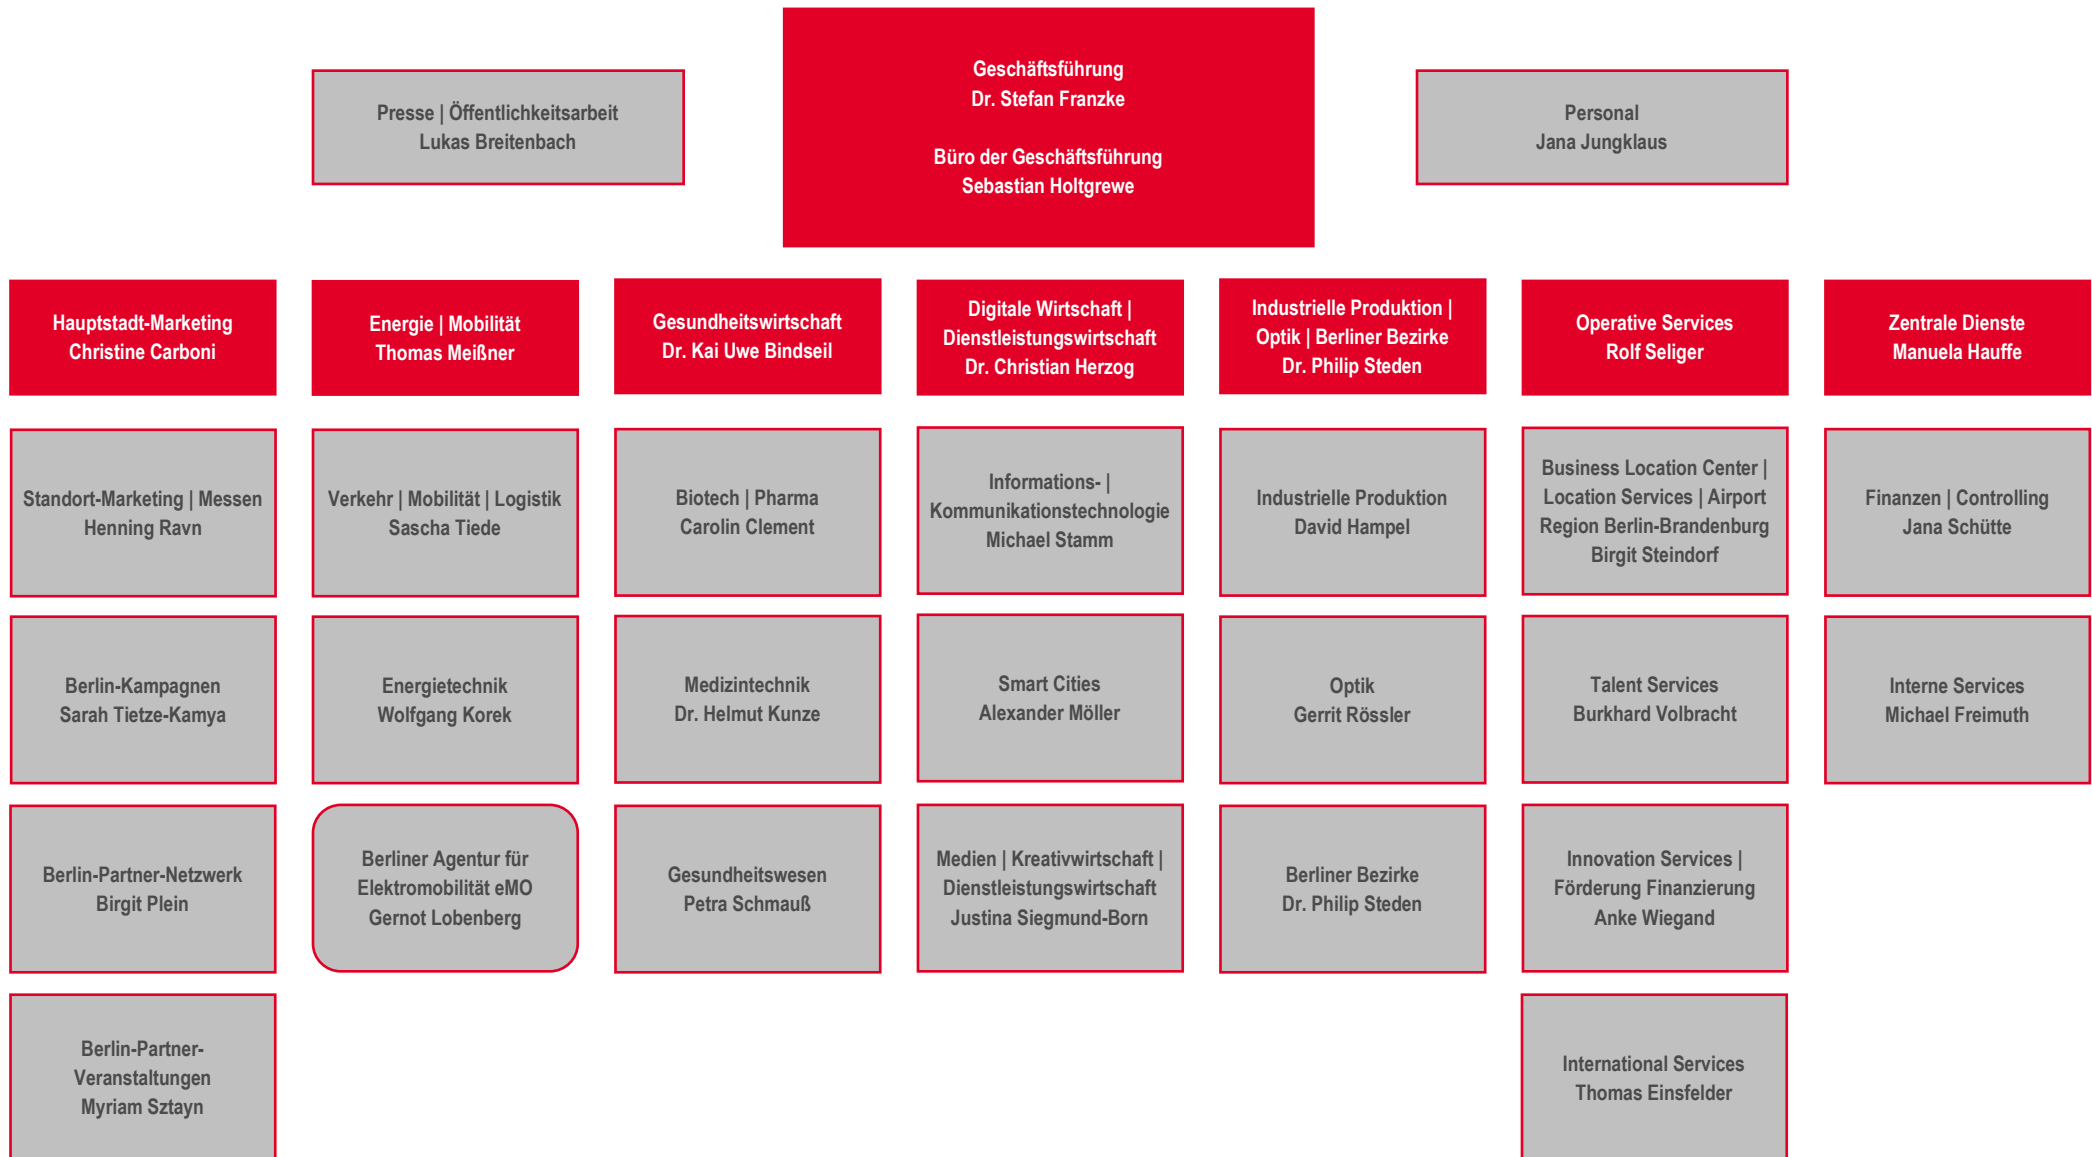 Geschäftsführung
Dr. Stefan Franzke
Büro der Geschäftsführung
Sebastian Holtgrewe
Presse | Öffentlichkeitsarbeit
Lukas Breitenbach
Personal
Jana Jungklaus
Hauptstadt-Marketing
Christine Carboni
Energie | Mobilität
Thomas Meißner
Gesundheitswirtschaft
Dr. Kai Uwe Bindseil
Digitale Wirtschaft |
Dienstleistungswirtschaft
Dr. Christian Herzog
Industrielle Produktion |
Optik | Berliner Bezirke
Dr. Philip Steden
Operative Services
Rolf Seliger
Zentrale Dienste
Manuela Hauffe
Standort-Marketing | Messen
Henning Ravn
Verkehr | Mobilität | Logistik
Sascha Tiede
Biotech | Pharma
Carolin Clement
Informations- |
Kommunikationstechnologie
Michael Stamm
Industrielle Produktion
David Hampel
Business Location Center |
Location Services | Airport
Region Berlin-Brandenburg
Birgit Steindorf
Finanzen | Controlling
Jana Schütte
Berlin-Kampagnen
Sarah Tietze-Kamya
Energietechnik
Wolfgang Korek
Medizintechnik
Dr. Helmut Kunze
Smart Cities
Alexander Möller
Optik
Gerrit Rössler
Talent Services
Burkhard Volbracht
Interne Services
Michael Freimuth
Berlin-Partner-Netzwerk
Birgit Plein
Berliner Agentur für
Elektromobilität eMO
Gernot Lobenberg
Gesundheitswesen
Petra Schmauß
Medien | Kreativwirtschaft |
Dienstleistungswirtschaft
Justina Siegmund-Born
Berliner Bezirke
Dr. Philip Steden
Innovation Services |
Förderung Finanzierung
Anke Wiegand
Berlin-Partner-
Veranstaltungen
Myriam Sztayn
International Services
Thomas Einsfelder